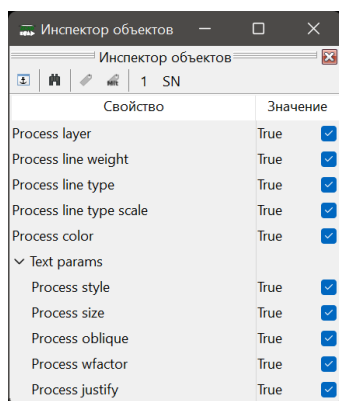 Инспектор объектов
Инспектор объектов
1 SN
Свойство Значение
Process layer True
Process line weight True
Process line type True
Process line type scale True
Process color True
Text params
Process style True
Process size True
Process oblique True
Process wfactor True
Process justify True